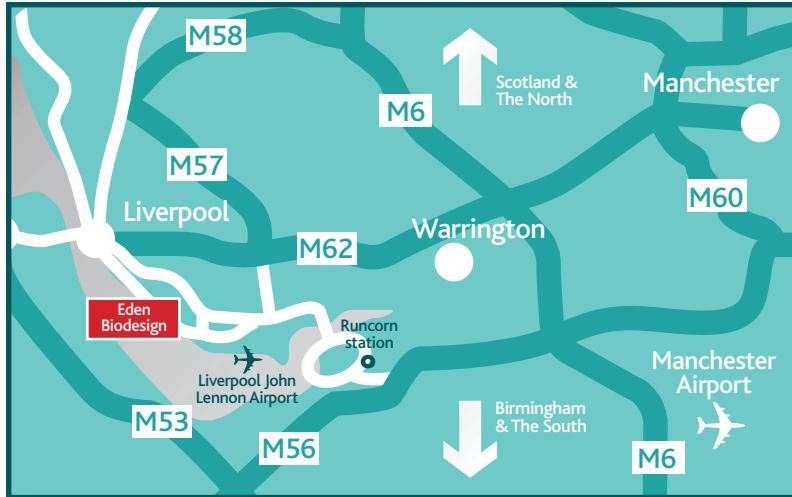 M58
Scotland &
The North
Manchester
M6
M57
M60
Liverpool
Warrington
M62
Eden
Biodesign
Runcorn
station
Liverpool John
Lennon Airport
Manchester
Airport
M53
Birmingham
& The South
M56
M6